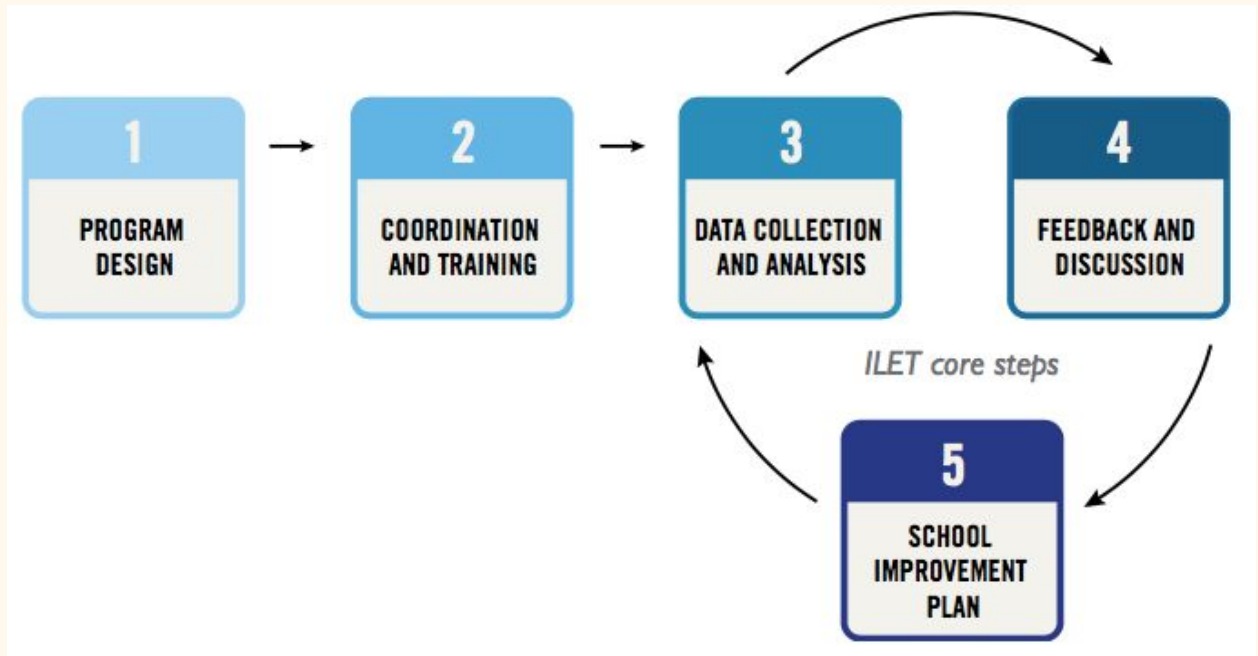 1
PROGRAM
DESIGN
2
COORDINATION
AND TRAINING
3
DATA COLLECTION
AND ANALYSIS
4
FEEDBACK AND
DISCUSSION
ILET core steps
5
SCHOOL
IMPROVEMENT
PLAN